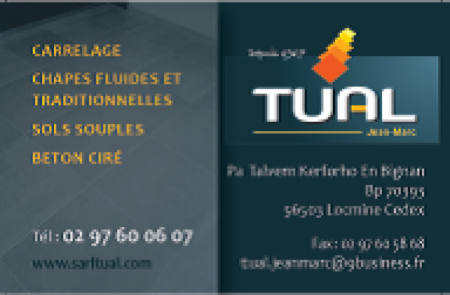 CARRELAGE
CHAPES FLUIDES ET
TRADITIONNELLES
SOLS SOUPLES
BETON CIRÉ
Tél : 02 97 60 06 07
www.sarltual.com
Depuis
TUAL
Jean-Marc
Pa Talvern Kerforho En Bignan
Bp 70393
56503 Locmine Cedex
Fax : 02 97 60 58 68
tual.jeanmarc@9business.fr